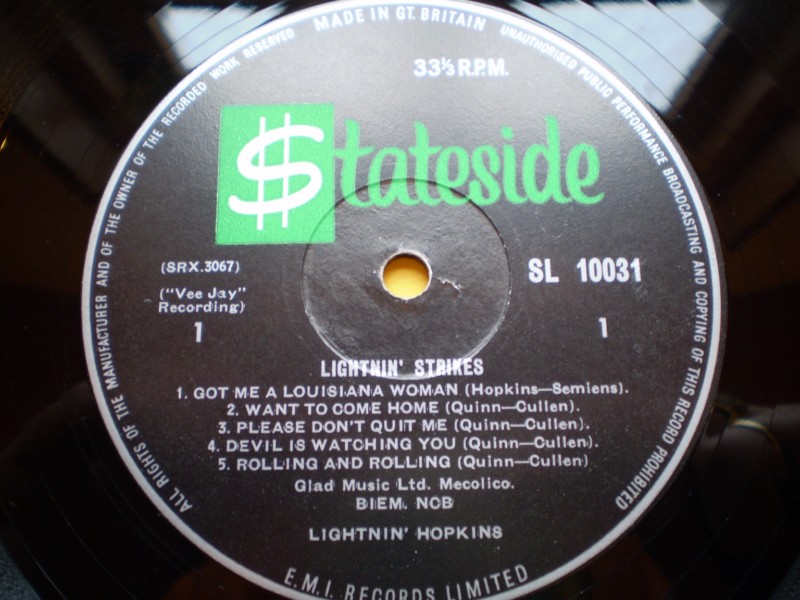 MADE IN GT. BRITAIN
UNAUTHORISED PUBLIC PERFORMANCE BROADCASTING AND COPYING OF THIS RECORD PROHIBITED
ALL RIGHTS OF THE MANUFACTURER AND OF THE OWNER OF THE RECORDED WORK RESERVED
33⅓ R.P.M.
$tateside
(SRX.3067)
SL 10031
("Vee Jay"
Recording)
1
1
LIGHTNIN' STRIKES
1. GOT ME A LOUISIANA WOMAN (Hopkins—Semiens).
2. WANT TO COME HOME (Quinn—Cullen).
3. PLEASE DON'T QUIT ME (Quinn—Cullen).
4. DEVIL IS WATCHING YOU (Quinn—Cullen).
5. ROLLING AND ROLLING (Quinn—Cullen)
Glad Music Ltd. Mecolico.
BIEM. NCB
LIGHTNIN' HOPKINS
E.M.I. RECORDS LIMITED